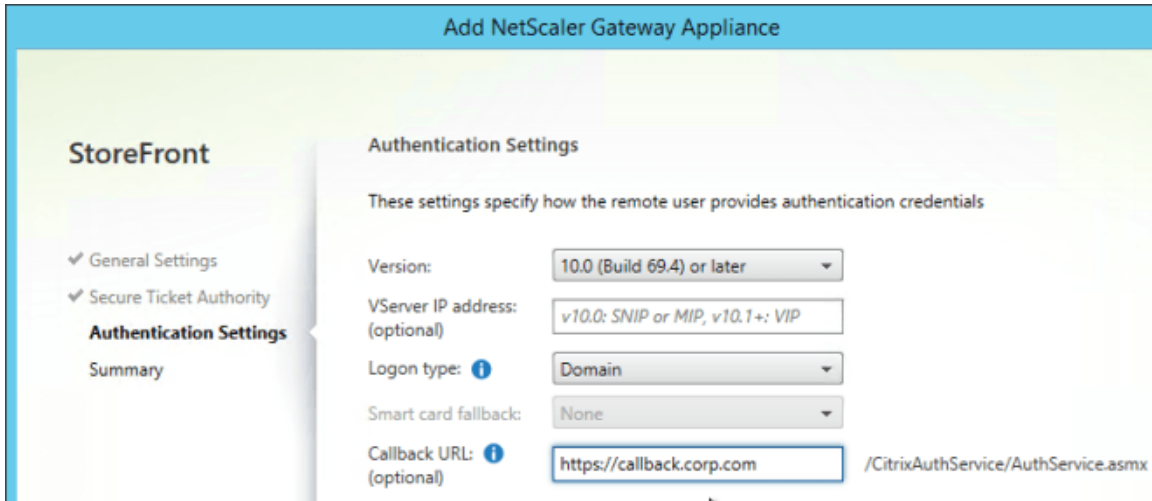 Add NetScaler Gateway Appliance
StoreFront
✔ General Settings
✔ Secure Ticket Authority
Authentication Settings
Summary
Authentication Settings
These settings specify how the remote user provides authentication credentials
Version: 10.0 (Build 69.4) or later
VServer IP address: v10.0: SNIP or MIP, v10.1+: VIP
(optional)
Logon type: Domain
Smart card fallback: None
Callback URL: https://callback.corp.com /CitrixAuthService/AuthService.asmx
(optional)